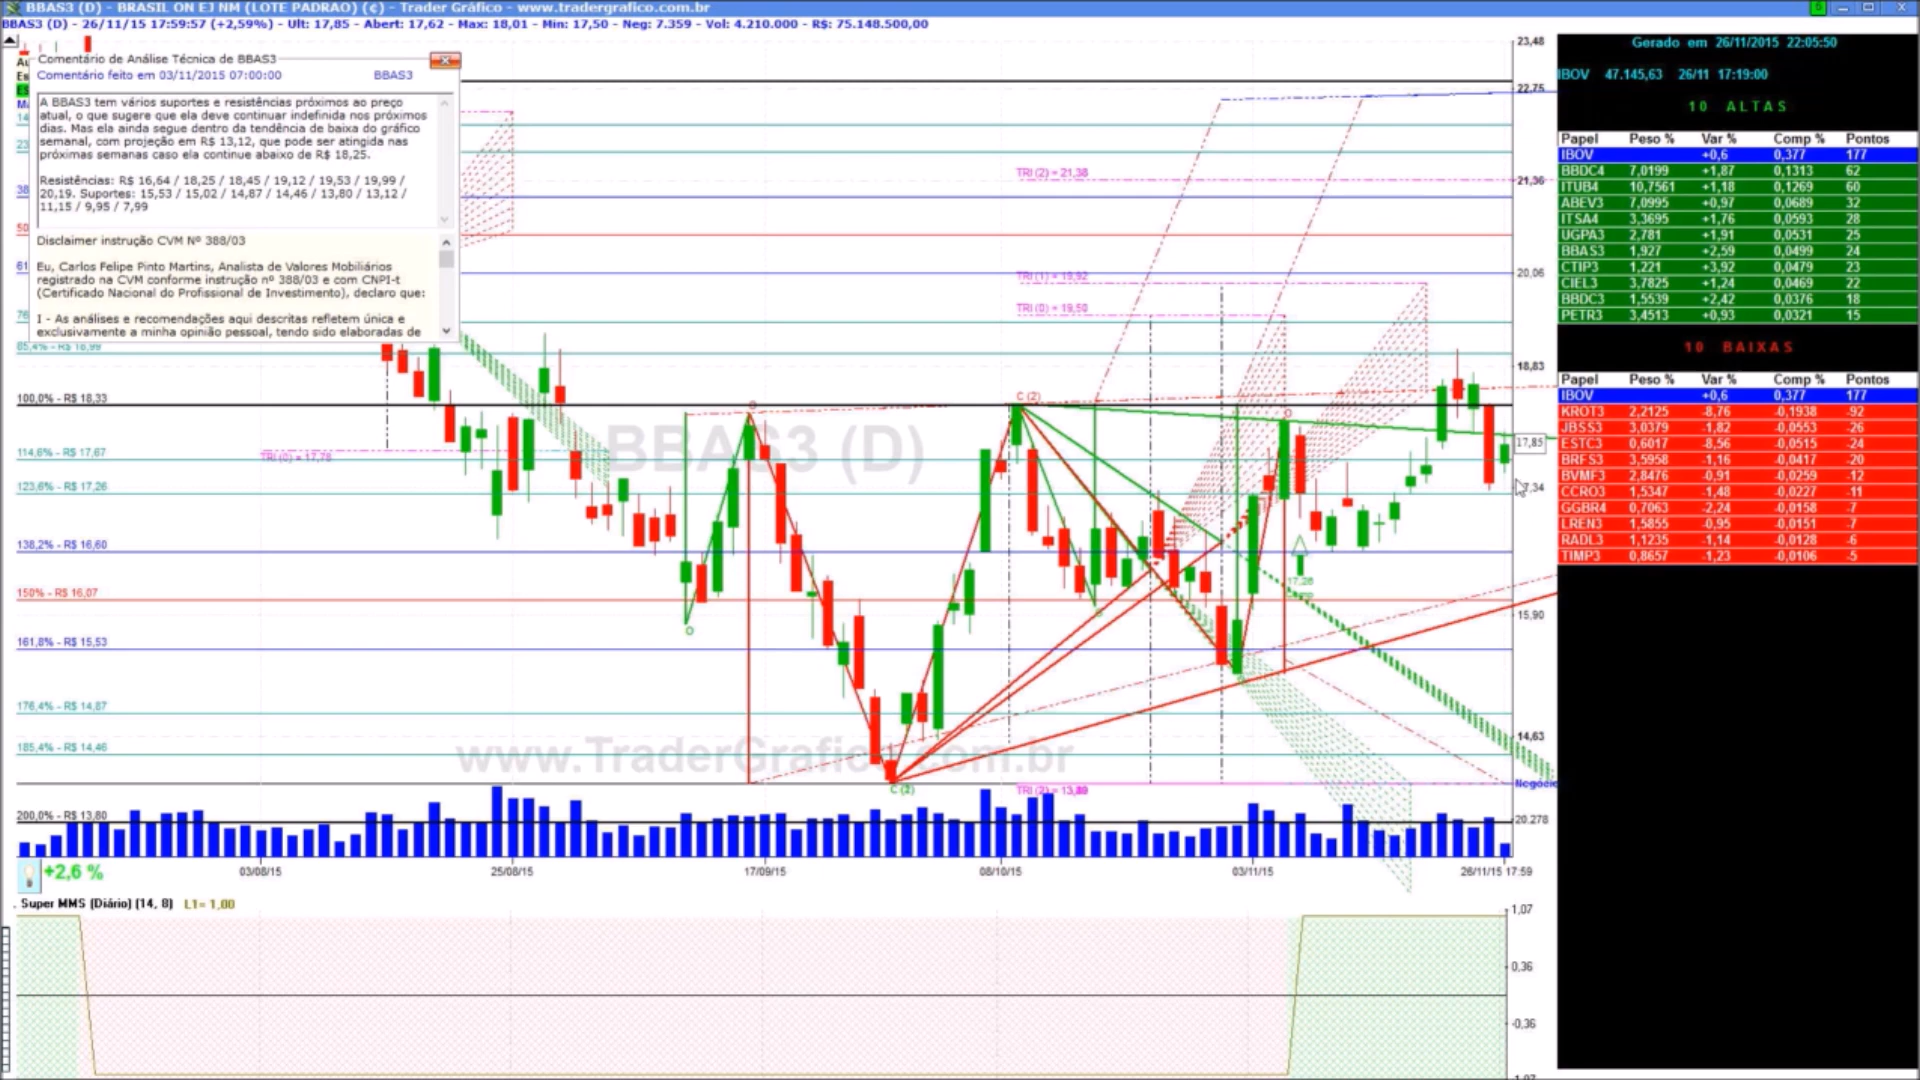 BBAS3 (D) - BRASIL ON EJ NM (LOTE PADRAO) (¢) - Trader Gráfico - www.tradergrafico.com.br
BBAS3 (D) - 26/11/15 17:59:57 (+2,59%) - Ult: 17,85 - Abert: 17,62 - Max: 18,01 - Min: 17,50 - Neg: 7.359 - Vol: 4.210.000 - R$: 75.148.500,00
Comentário de Análise Técnica de BBAS3
Comentário feito em 03/11/2015 07:00:00 BBAS3
A BBAS3 tem vários suportes e resistências próximos ao preço
atual, o que sugere que ela deve continuar indefinida nos próximos
dias. Mas ela ainda segue dentro da tendência de baixa do gráfico
semanal, com projeção em R$ 13,12, que pode ser atingida nas
próximas semanas caso ela continue abaixo de R$ 18,25.
Resistências: R$ 16,64 / 18,25 / 18,45 / 19,12 / 19,53 / 19,99 /
20,19. Suportes: 15,53 / 15,02 / 14,87 / 14,46 / 13,80 / 13,12 /
11,15 / 9,95 / 7,99
Disclaimer instrução CVM Nº 388/03
Eu, Carlos Felipe Pinto Martins, Analista de Valores Mobiliários
registrado na CVM conforme instrução nº 388/03 e com CNPI-t
(Certificado Nacional do Profissional de Investimento), declaro que:
I - As análises e recomendações aqui descritas refletem única e
exclusivamente a minha opinião pessoal, tendo sido elaboradas de
85,4% - R$ 18,99
100,0% - R$ 18,33
114,6% - R$ 17,67
123,6% - R$ 17,26
138,2% - R$ 16,60
150% - R$ 16,07
161,8% - R$ 15,53
176,4% - R$ 14,87
185,4% - R$ 14,46
200,0% - R$ 13,80
TRI (0) = 17,78
TRI (2) = 21,38
TRI (1) = 19,92
TRI (0) = 19,50
C (2)
BBAS3 (D)
www.TraderGrafico.com.br
C (2)
17,28
23,48
22,75
21,36
20,06
18,83
17,85
17,34
15,90
14,63
Negócio
20.278
+2,6 %
03/08/15 25/08/15 17/09/15 08/10/15 03/11/15 26/11/15 17:59
Super MMS (Diário) (14, 8) L1= 1,00
1,07
0,36
-0,36
Gerado em 26/11/2015 22:05:50
IBOV 47.145,63 26/11 17:19:00
10 ALTAS
Papel Peso % Var % Comp % Pontos
IBOV +0,6 0,377 177
BBDC4 7,0199 +1,87 0,1313 62
ITUB4 10,7561 +1,18 0,1269 60
ABEV3 7,0995 +0,97 0,0689 32
ITSA4 3,3695 +1,76 0,0593 28
UGPA3 2,781 +1,91 0,0531 25
BBAS3 1,927 +2,59 0,0499 24
CTIP3 1,221 +3,92 0,0479 23
CIEL3 3,7825 +1,24 0,0469 22
BBDC3 1,5539 +2,42 0,0376 18
PETR3 3,4513 +0,93 0,0321 15
10 BAIXAS
Papel Peso % Var % Comp % Pontos
IBOV +0,6 0,377 177
KROT3 2,2125 -8,76 -0,1938 -92
JBSS3 3,0379 -1,82 -0,0553 -26
ESTC3 0,6017 -8,56 -0,0515 -24
BRFS3 3,5958 -1,16 -0,0417 -20
BVMF3 2,8476 -0,91 -0,0259 -12
CCRO3 1,5347 -1,48 -0,0227 -11
GGBR4 0,7063 -2,24 -0,0158 -7
LREN3 1,5855 -0,95 -0,0151 -7
RADL3 1,1235 -1,14 -0,0128 -6
TIMP3 0,8657 -1,23 -0,0106 -5